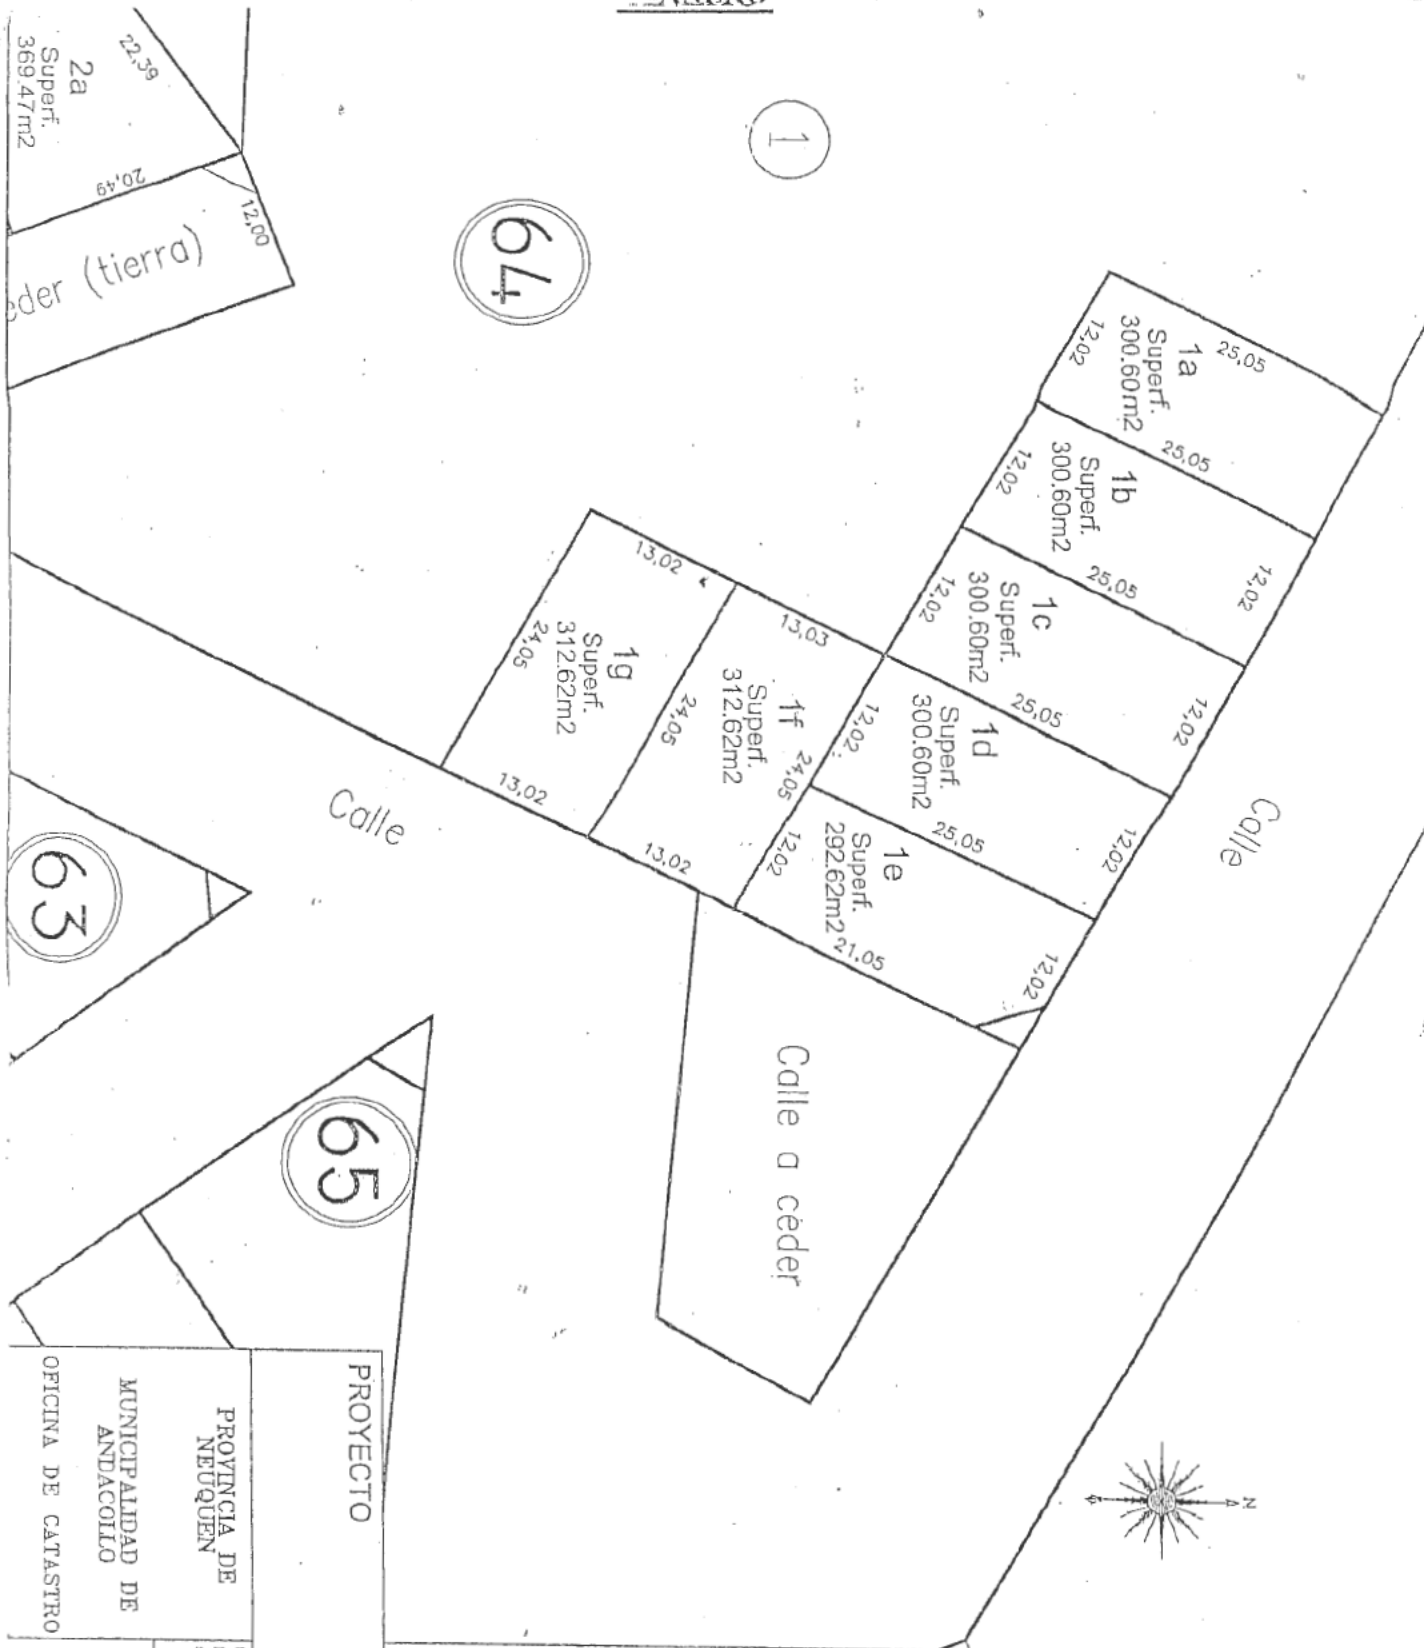 1
64
22,39
2a
Superf.
369.47m2
20,49
12,00
(tierra)
1a
Superf.
300.60m2
25,05
12,02
1b
Superf.
300.60m2
25,05
12,02
12,02
1c
Superf.
300.60m2
25,05
12,02
12,02
1d
Superf.
300.60m2
25,05
12,02
12,02
1e
Superf.
292.62m2
25,05
12,02
12,02
21,05
1f
Superf.
312.62m2
13,03
24,05
24,05
13,02
1g
Superf.
312.62m2
13,02
24,05
13,02
Calle
Calle
Calle a ceder
63
65
N
PROYECTO
PROVINCIA DE
NEUQUEN
MUNICIPALIDAD DE
ANDACOLLO
OFICINA DE CATASTRO